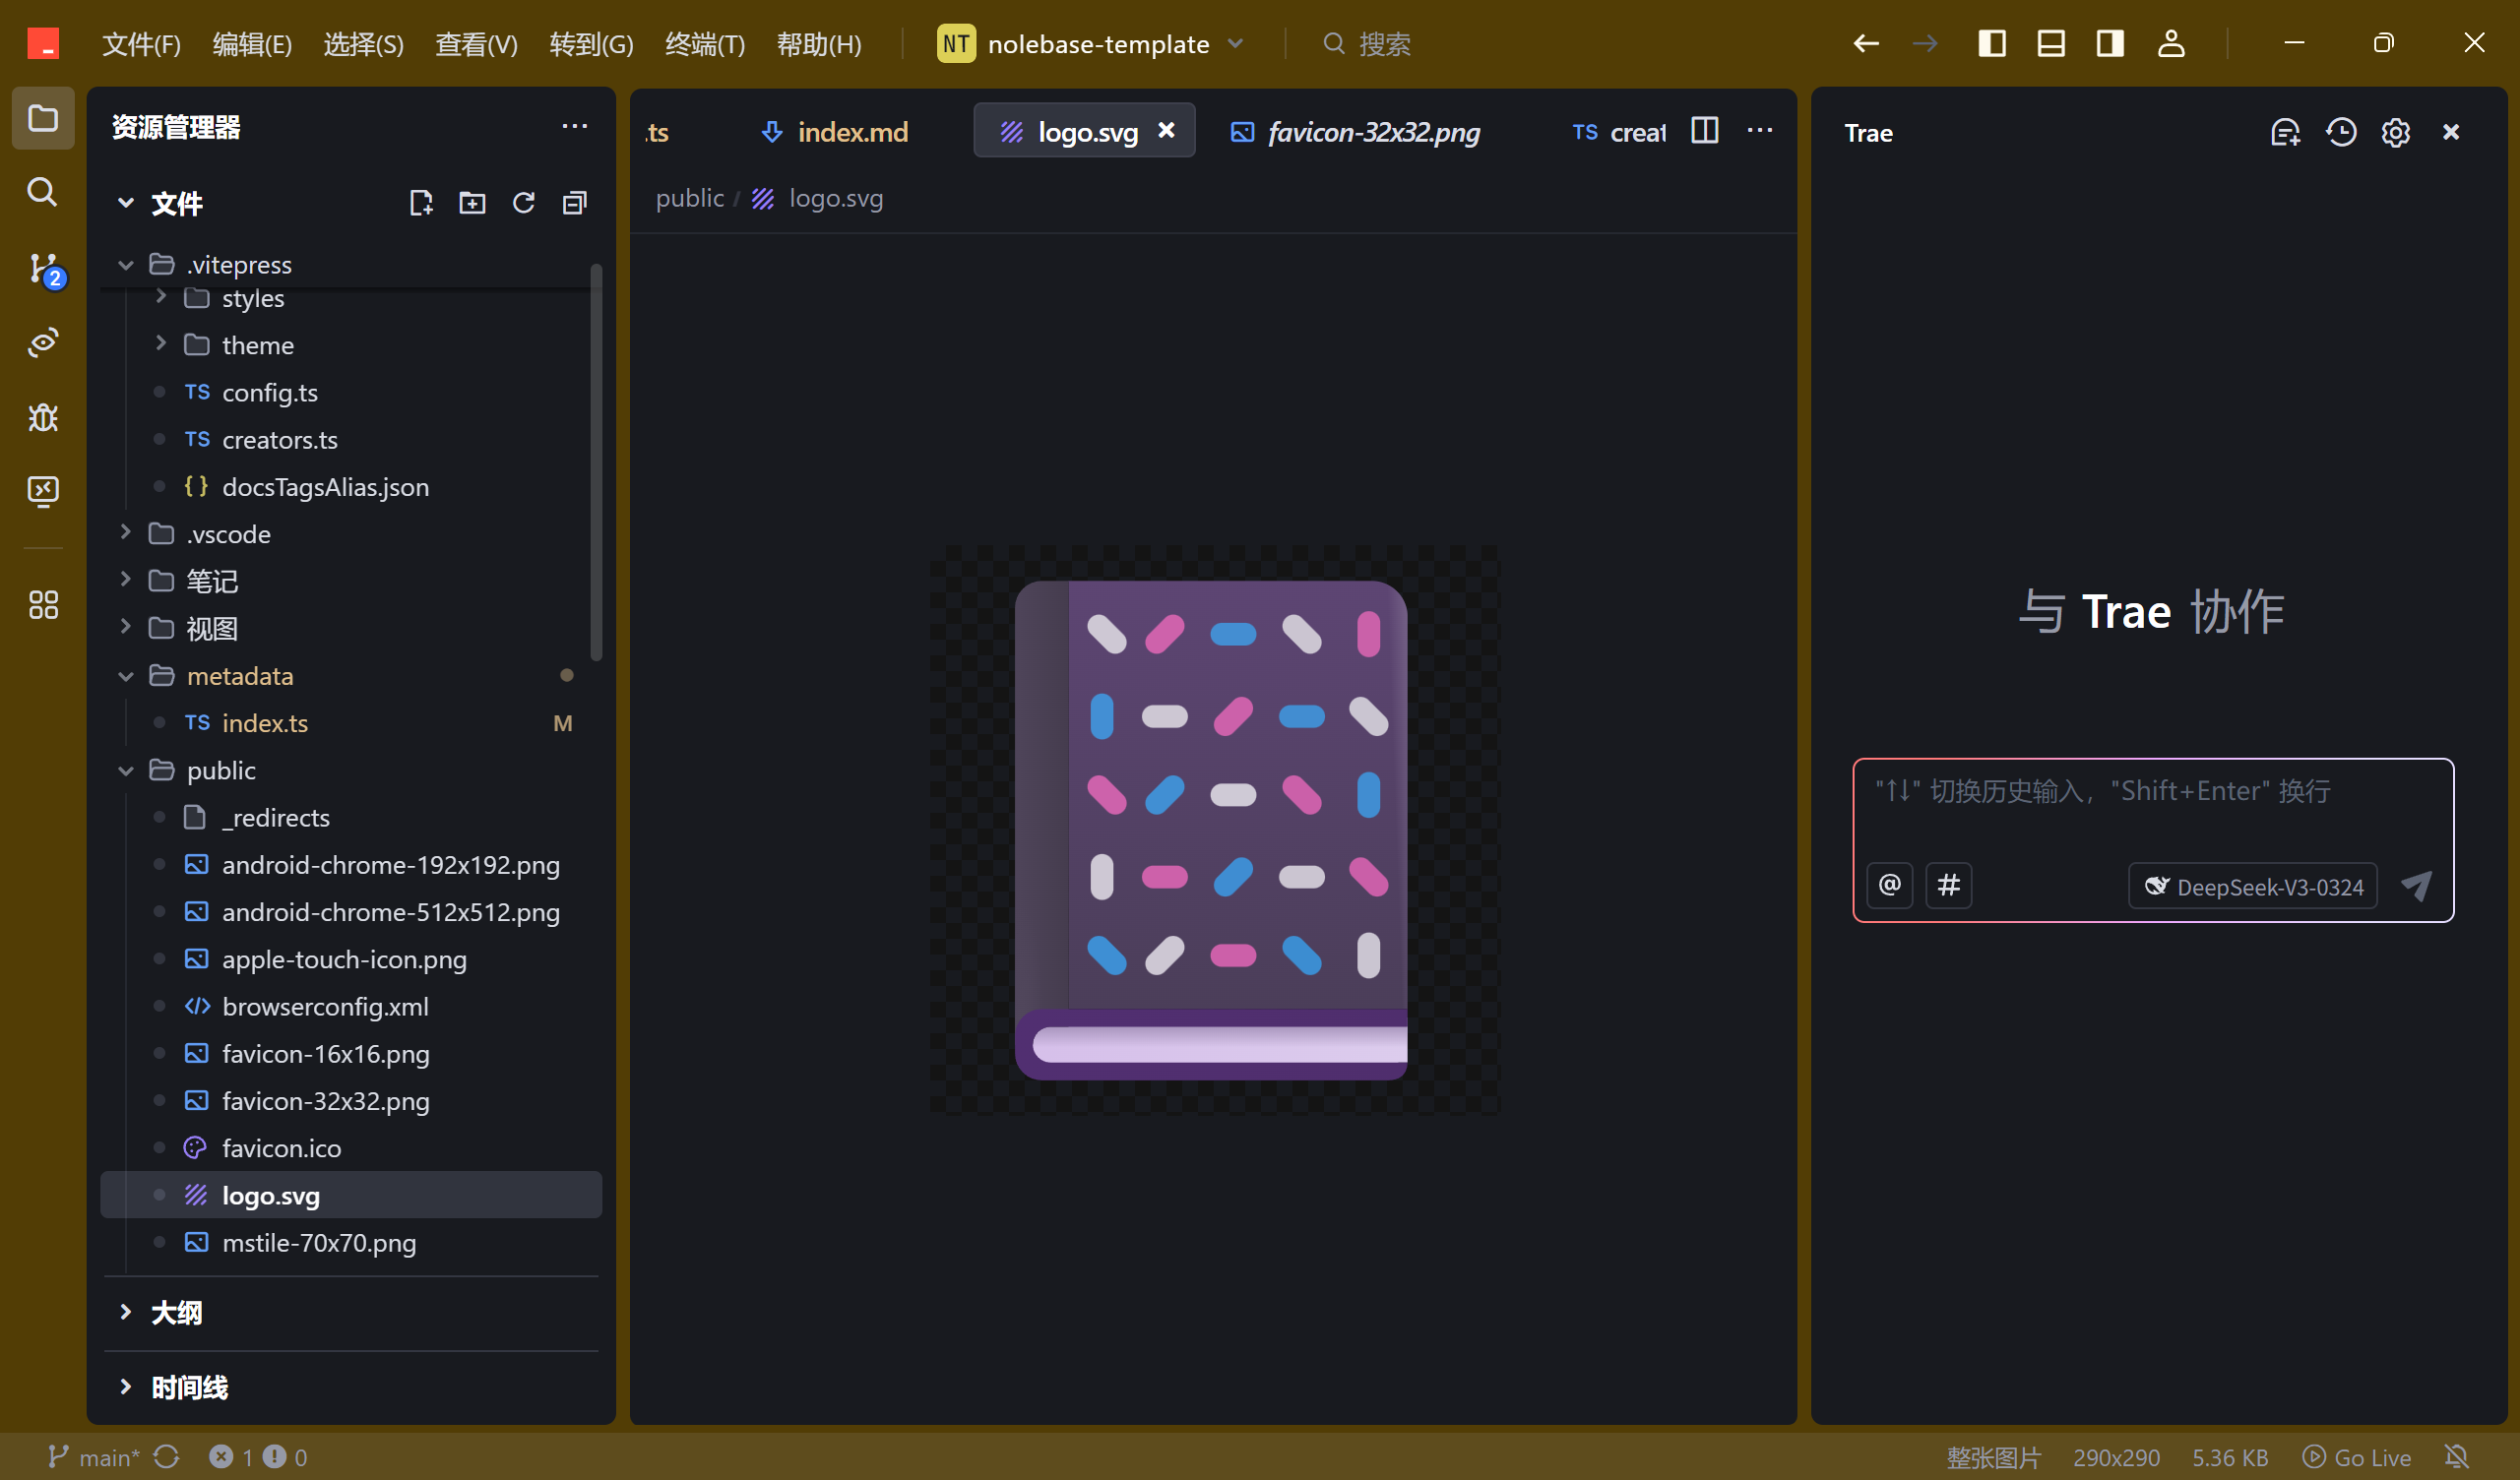 文件(F) 编辑(E) 选择(S) 查看(V) 转到(G) 终端(T) 帮助(H) NT nolebase-template 搜索
资源管理器
文件
.vitepress
styles
theme
TS config.ts
TS creators.ts
{} docsTagsAlias.json
.vscode
笔记
视图
metadata
TS index.ts M
public
_redirects
android-chrome-192x192.png
android-chrome-512x512.png
apple-touch-icon.png
browserconfig.xml
favicon-16x16.png
favicon-32x32.png
favicon.ico
logo.svg
mstile-70x70.png
大纲
时间线
2
.ts index.md logo.svg favicon-32x32.png TS creat
public / logo.svg
Trae
与 Trae 协作
"↑↓" 切换历史输入，"Shift+Enter" 换行
@ # DeepSeek-V3-0324
main* 1 0 整张图片 290x290 5.36 KB Go Live